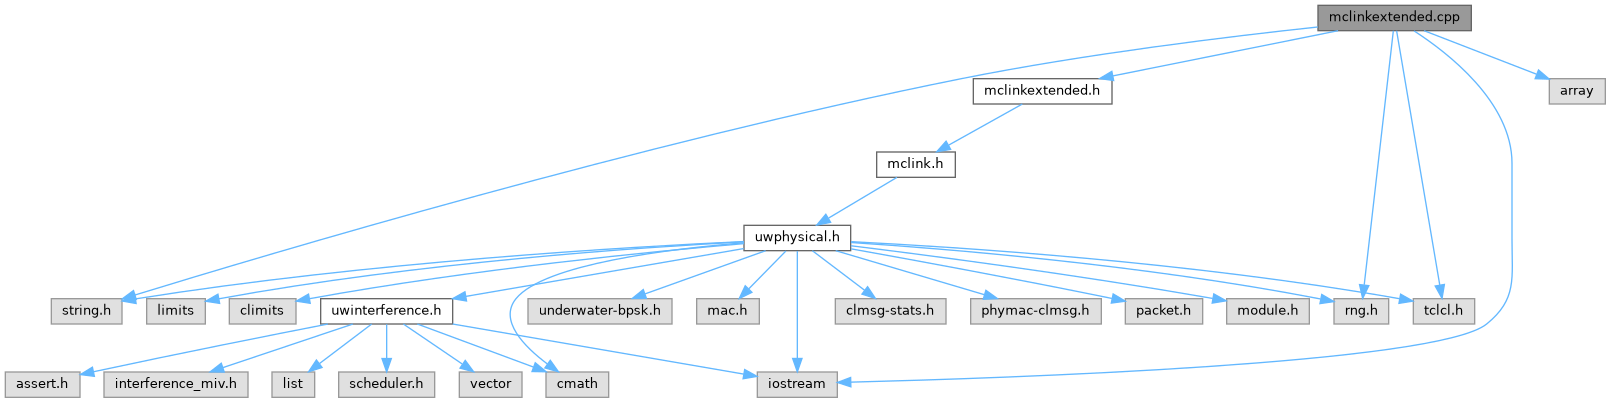 mclinkextended.cpp
mclinkextended.h
array
mclink.h
uwphysical.h
string.h
limits
climits
uwinterference.h
underwater-bpsk.h
mac.h
clmsg-stats.h
phymac-clmsg.h
packet.h
module.h
rng.h
tclcl.h
assert.h
interference_miv.h
list
scheduler.h
vector
cmath
iostream